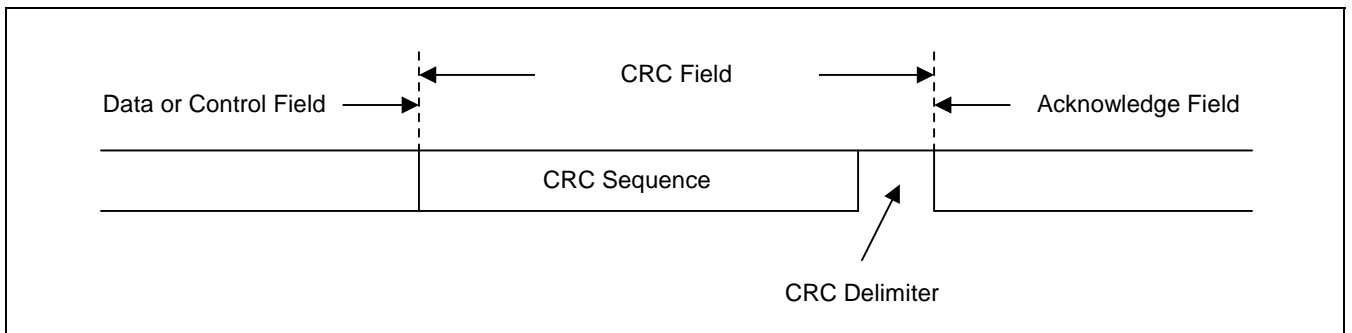 CRC Field
Data or Control Field
Acknowledge Field
CRC Sequence
CRC Delimiter